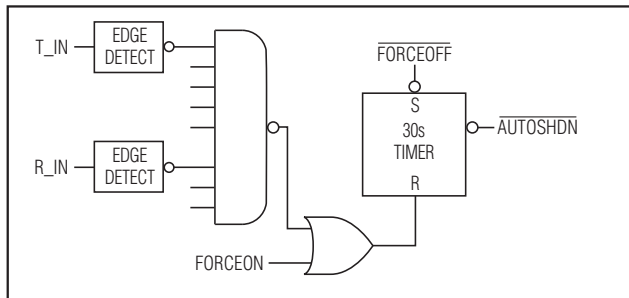 T_IN
EDGE
DETECT
R_IN
EDGE
DETECT
FORCEON
FORCEOFF
S
30s
TIMER
R
AUTOSHDN